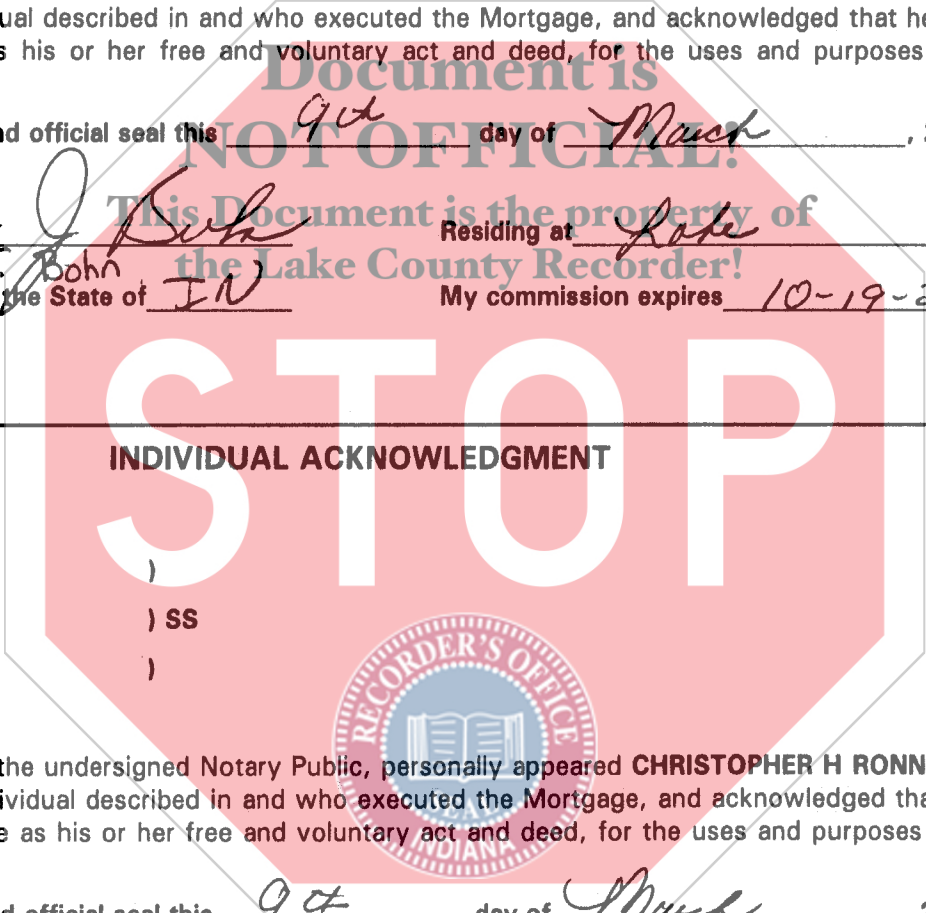 ual described in and who executed the Mortgage, and acknowledged that he
s his or her free and voluntary act and deed, for the uses and purposes
Document is
nd official seal this 9th day of March ,
NOT OFFICIAL!
This Document is the property of
Residing at Lake
Bohn
the Lake County Recorder!
the State of IN My commission expires 10-19-2
STOP
INDIVIDUAL ACKNOWLEDGMENT
)
) SS
)
RECORDER'S OFFICE
SEAL
INDIANA
the undersigned Notary Public, personally appeared CHRISTOPHER H RONN
ividual described in and who executed the Mortgage, and acknowledged tha
e as his or her free and voluntary act and deed, for the uses and purposes
nd official seal this 9th day of March